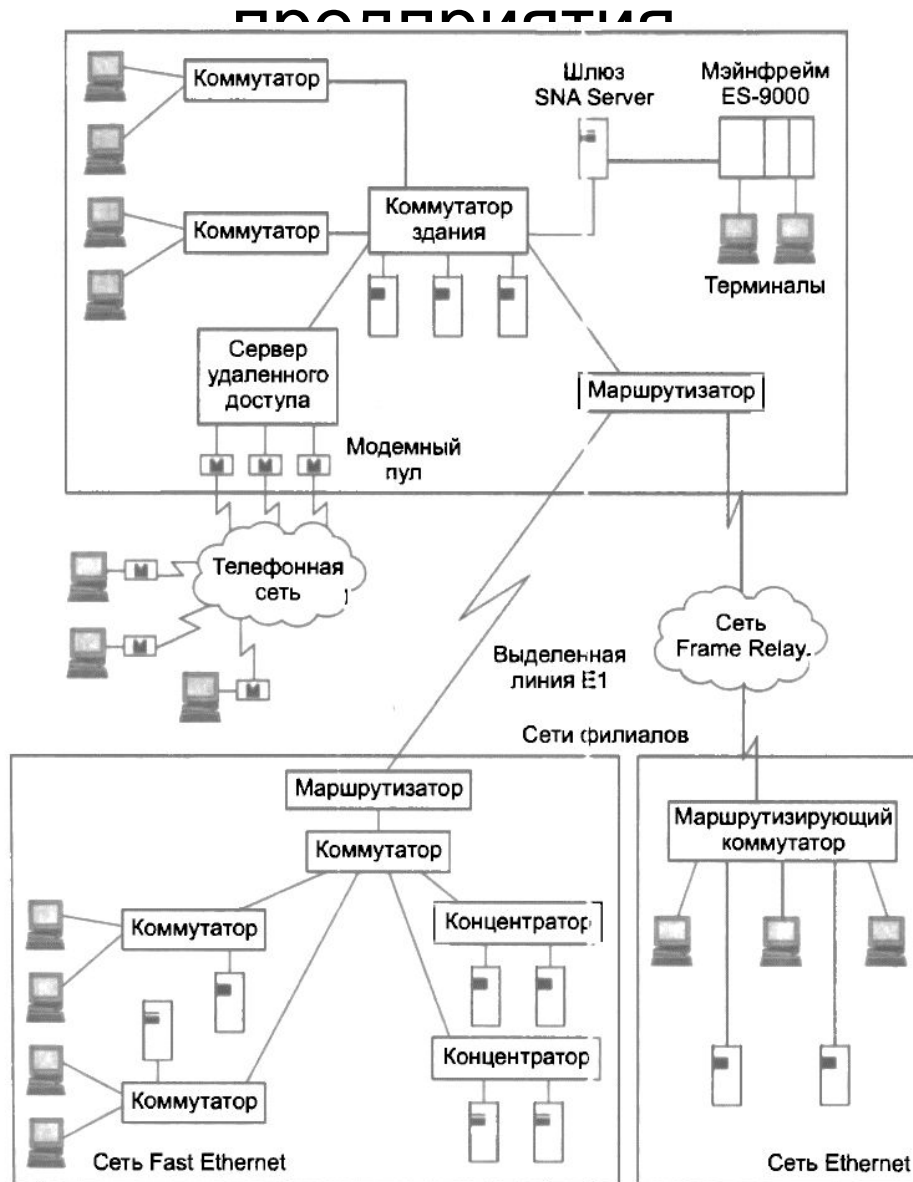 предприятия
Коммутатор
Шлюз
SNA Server
Мэйнфрейм
ES-9000
Коммутатор
Коммутатор
здания
Терминалы
Сервер
удаленного
доступа
Маршрутизатор
Модемный
пул
M M M
Телефонная
сеть
M
M
M
Сеть
Frame Relay
Выделенная
линия E1
Сети филиалов
Маршрутизатор
Коммутатор
Маршрутизирующий
коммутатор
Коммутатор
Концентратор
Концентратор
Коммутатор
Сеть Fast Ethernet
Сеть Ethernet